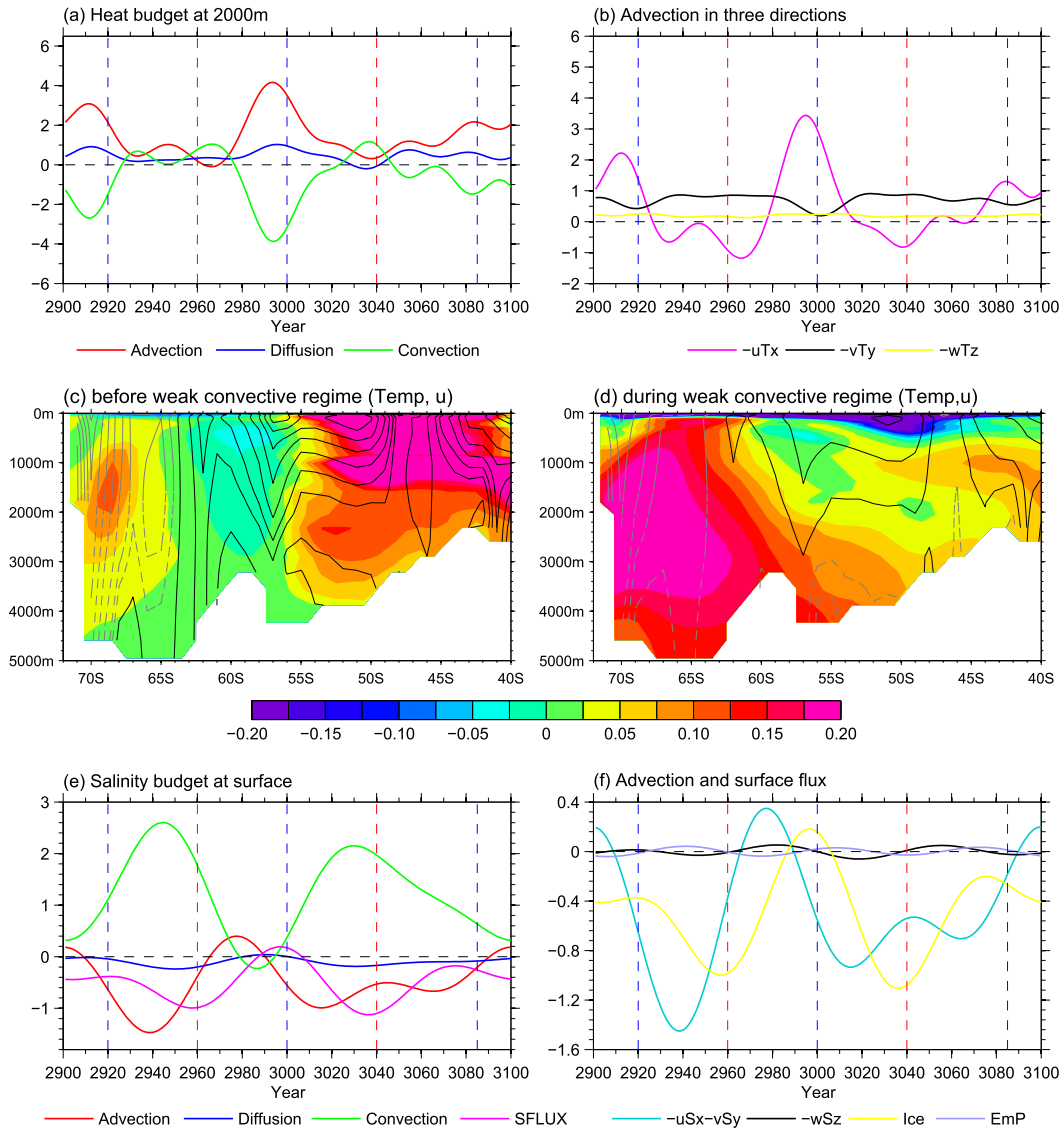 (a) Heat budget at 2000m
6
4
2
0
−2
−4
−6
2900 2920 2940 2960 2980 3000 3020 3040 3060 3080 3100
Year
Advection Diffusion Convection
(b) Advection in three directions
6
5
4
3
2
1
0
−1
−2
2900 2920 2940 2960 2980 3000 3020 3040 3060 3080 3100
Year
−uTx −vTy −wTz
(c) before weak convective regime (Temp, u)
0m
1000m
2000m
3000m
4000m
5000m
70S 65S 60S 55S 50S 45S 40S
(d) during weak convective regime (Temp,u)
0m
1000m
2000m
3000m
4000m
5000m
70S 65S 60S 55S 50S 45S 40S
−0.20 −0.15 −0.10 −0.05 0 0.05 0.10 0.15 0.20
(e) Salinity budget at surface
3
2
1
0
−1
2900 2920 2940 2960 2980 3000 3020 3040 3060 3080 3100
Year
Advection Diffusion Convection SFLUX
(f) Advection and surface flux
0.4
0
−0.4
−0.8
−1.2
−1.6
2900 2920 2940 2960 2980 3000 3020 3040 3060 3080 3100
Year
−uSx−vSy −wSz Ice EmP